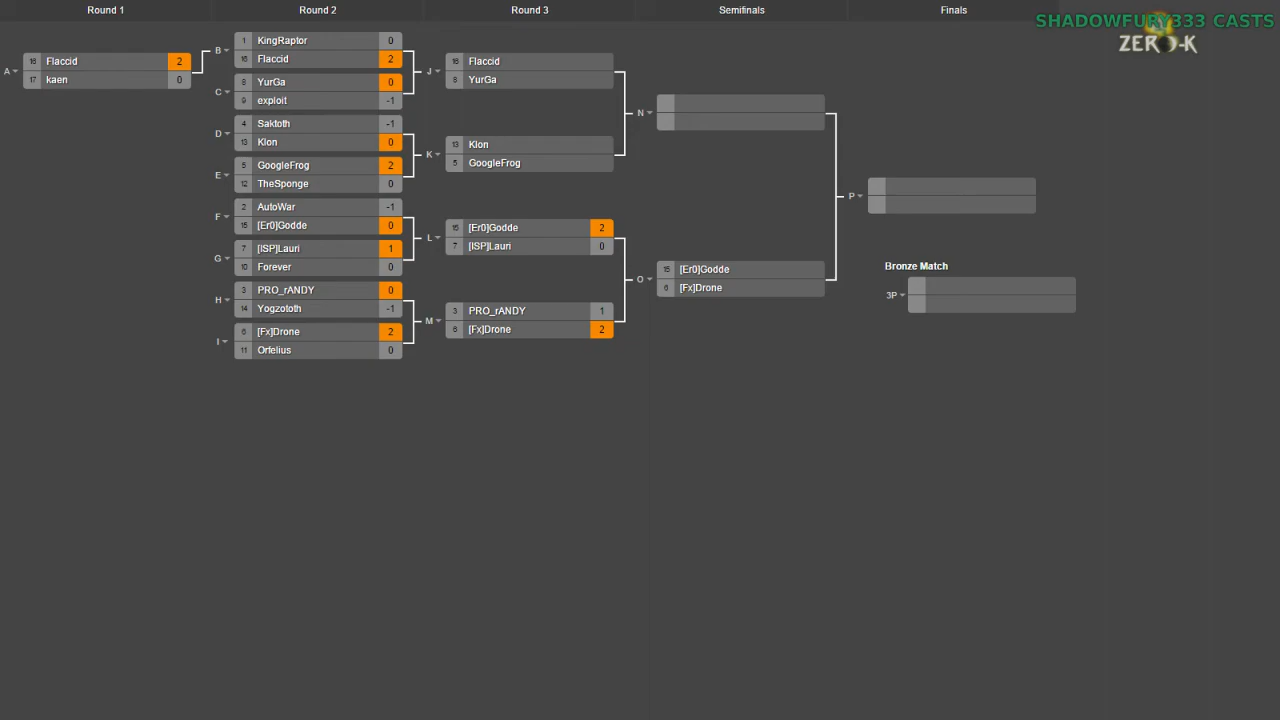 Round 1
Round 2
Round 3
Semifinals
Finals
SHADOWFURY333 CASTS
ZERO-K
A
16 Flaccid 2
17 kaen 0
B
1 KingRaptor 0
16 Flaccid 2
C
8 YurGa 0
9 exploit -1
D
4 Saktoth -1
13 Klon 0
E
5 GoogleFrog 2
12 TheSponge 0
F
2 AutoWar -1
15 [Er0]Godde 0
G
7 [ISP]Lauri 1
10 Forever 0
H
3 PRO_rANDY 0
14 Yogzototh -1
I
6 [Fx]Drone 2
11 Orfelius 0
J
16 Flaccid
8 YurGa
K
13 Klon
5 GoogleFrog
L
15 [Er0]Godde 2
7 [ISP]Lauri 0
M
3 PRO_rANDY 1
6 [Fx]Drone 2
N
O
15 [Er0]Godde
6 [Fx]Drone
P
Bronze Match
3P